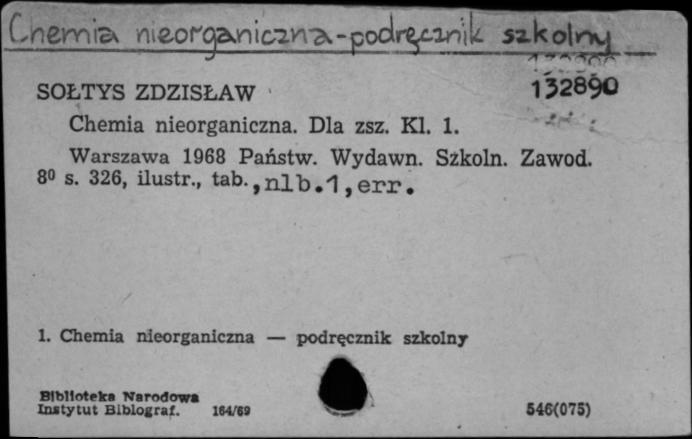 Chemia nieorganiczna-podręcznik szkolny
132890
SOŁTYS ZDZISŁAW
Chemia nieorganiczna. Dla zsz. Kl. 1.
Warszawa 1968 Państw. Wydawn. Szkoln. Zawod.
8⁰ s. 326, ilustr., tab.,nlb.1,err.
1. Chemia nieorganiczna — podręcznik szkolny
Biblioteka Narodowa
Instytut Bibliograf. 164/69
546(075)